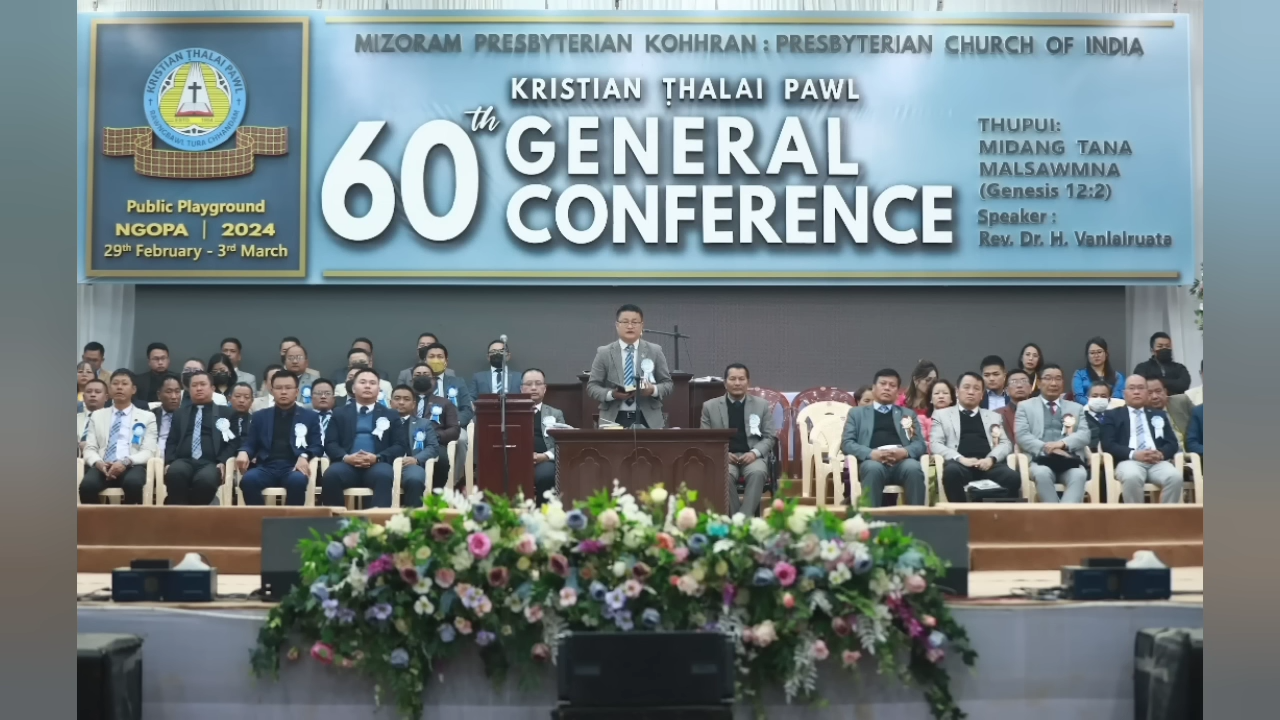 KRISTIAN THALAI PAWL
Public Playground
NGOPA | 2024
29th February - 3rd March
MIZORAM PRESBYTERIAN KOHHRAN : PRESBYTERIAN CHURCH OF INDIA
KRISTIAN ṬHALAI PAWL
60th GENERAL
CONFERENCE
THUPUI:
MIDANG TANA
MALSAWMNA
(Genesis 12:2)
Speaker :
Rev. Dr. H. Vanlalruata